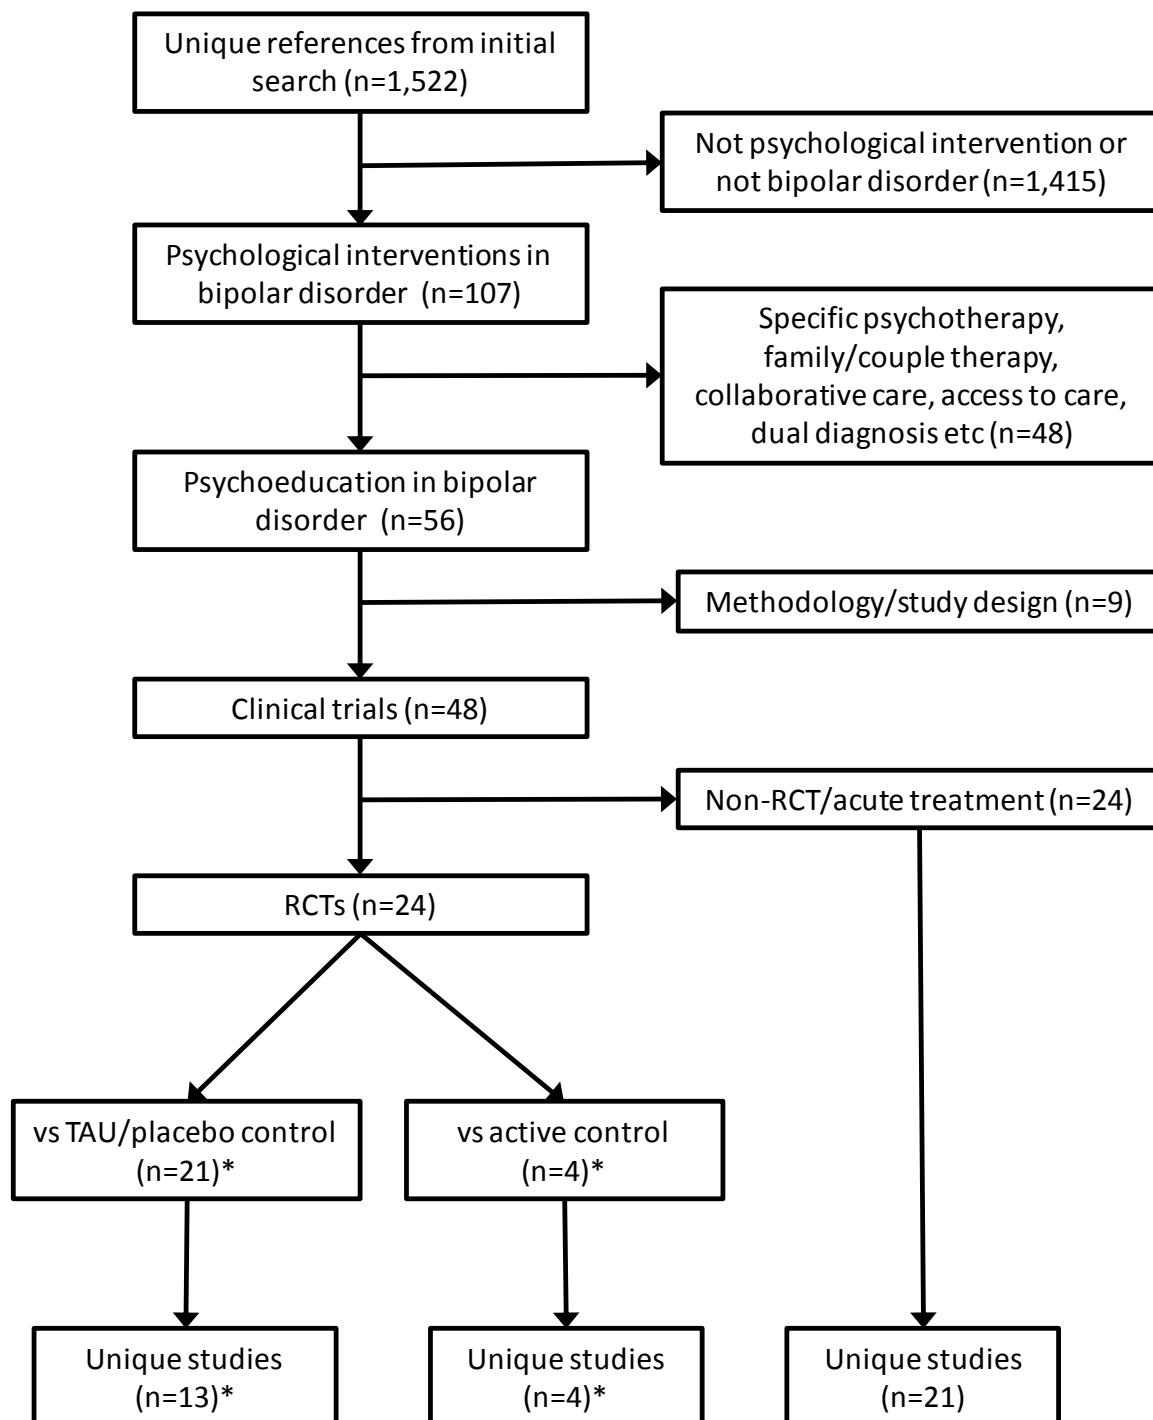 Unique references from initial
search (n=1,522)
Not psychological intervention or
not bipolar disorder (n=1,415)
Psychological interventions in
bipolar disorder (n=107)
Specific psychotherapy,
family/couple therapy,
collaborative care, access to care,
dual diagnosis etc (n=48)
Psychoeducation in bipolar
disorder (n=56)
Methodology/study design (n=9)
Clinical trials (n=48)
Non-RCT/acute treatment (n=24)
RCTs (n=24)
vs TAU/placebo control
(n=21)*
vs active control
(n=4)*
Unique studies
(n=13)*
Unique studies
(n=4)*
Unique studies
(n=21)